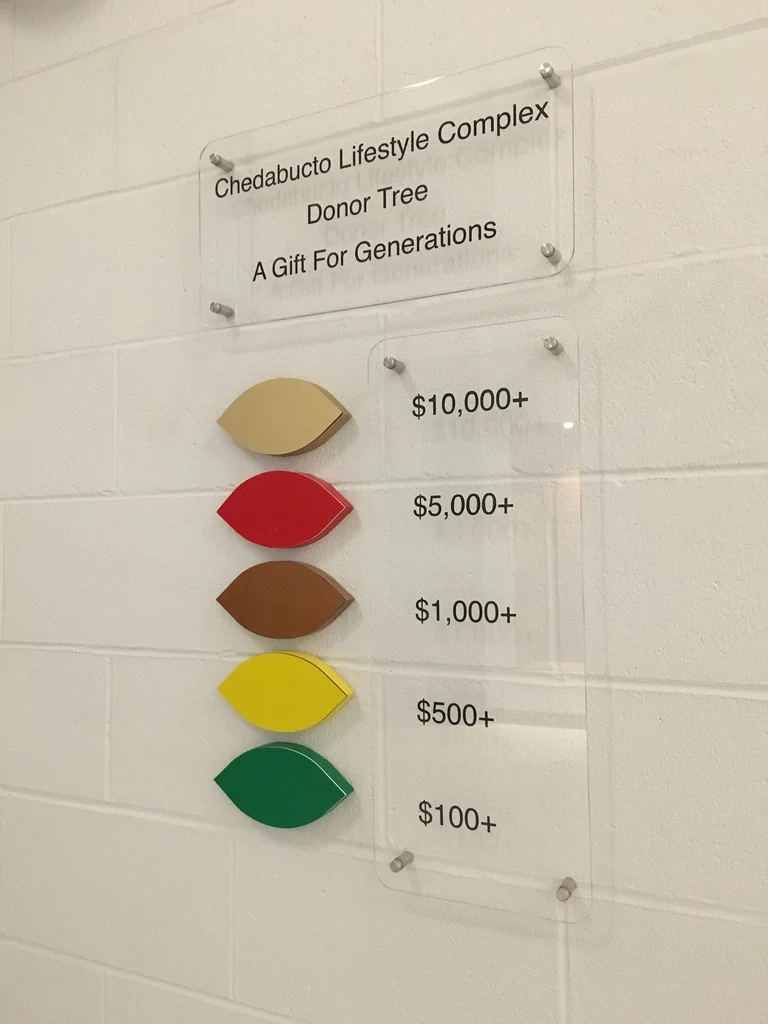 Chedabucto Lifestyle Complex
Donor Tree
A Gift For Generations
$10,000+
$5,000+
$1,000+
$500+
$100+